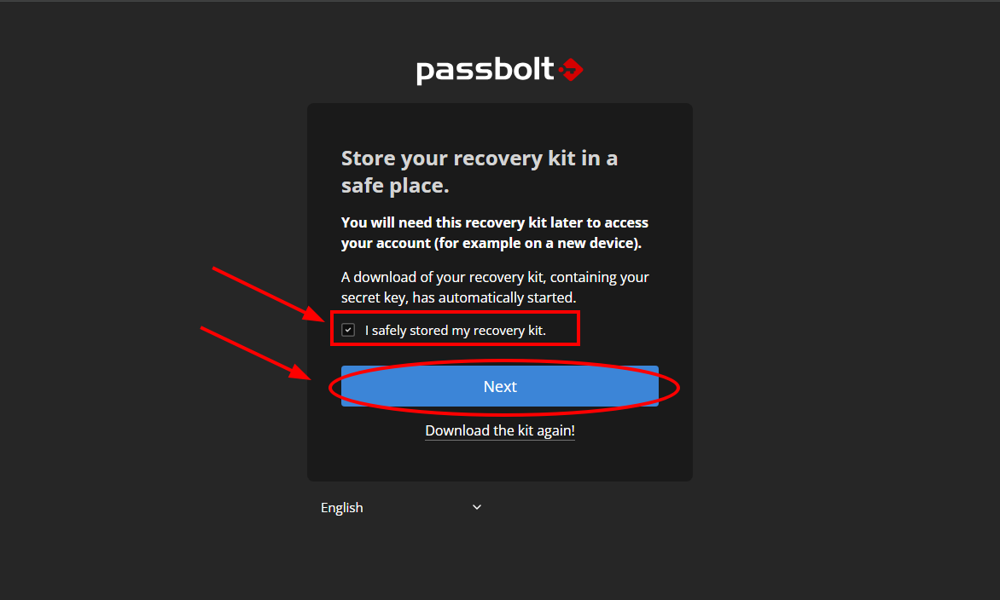 passbolt
Store your recovery kit in a
safe place.
You will need this recovery kit later to access
your account (for example on a new device).
A download of your recovery kit, containing your
secret key, has automatically started.
I safely stored my recovery kit.
Next
Download the kit again!
English